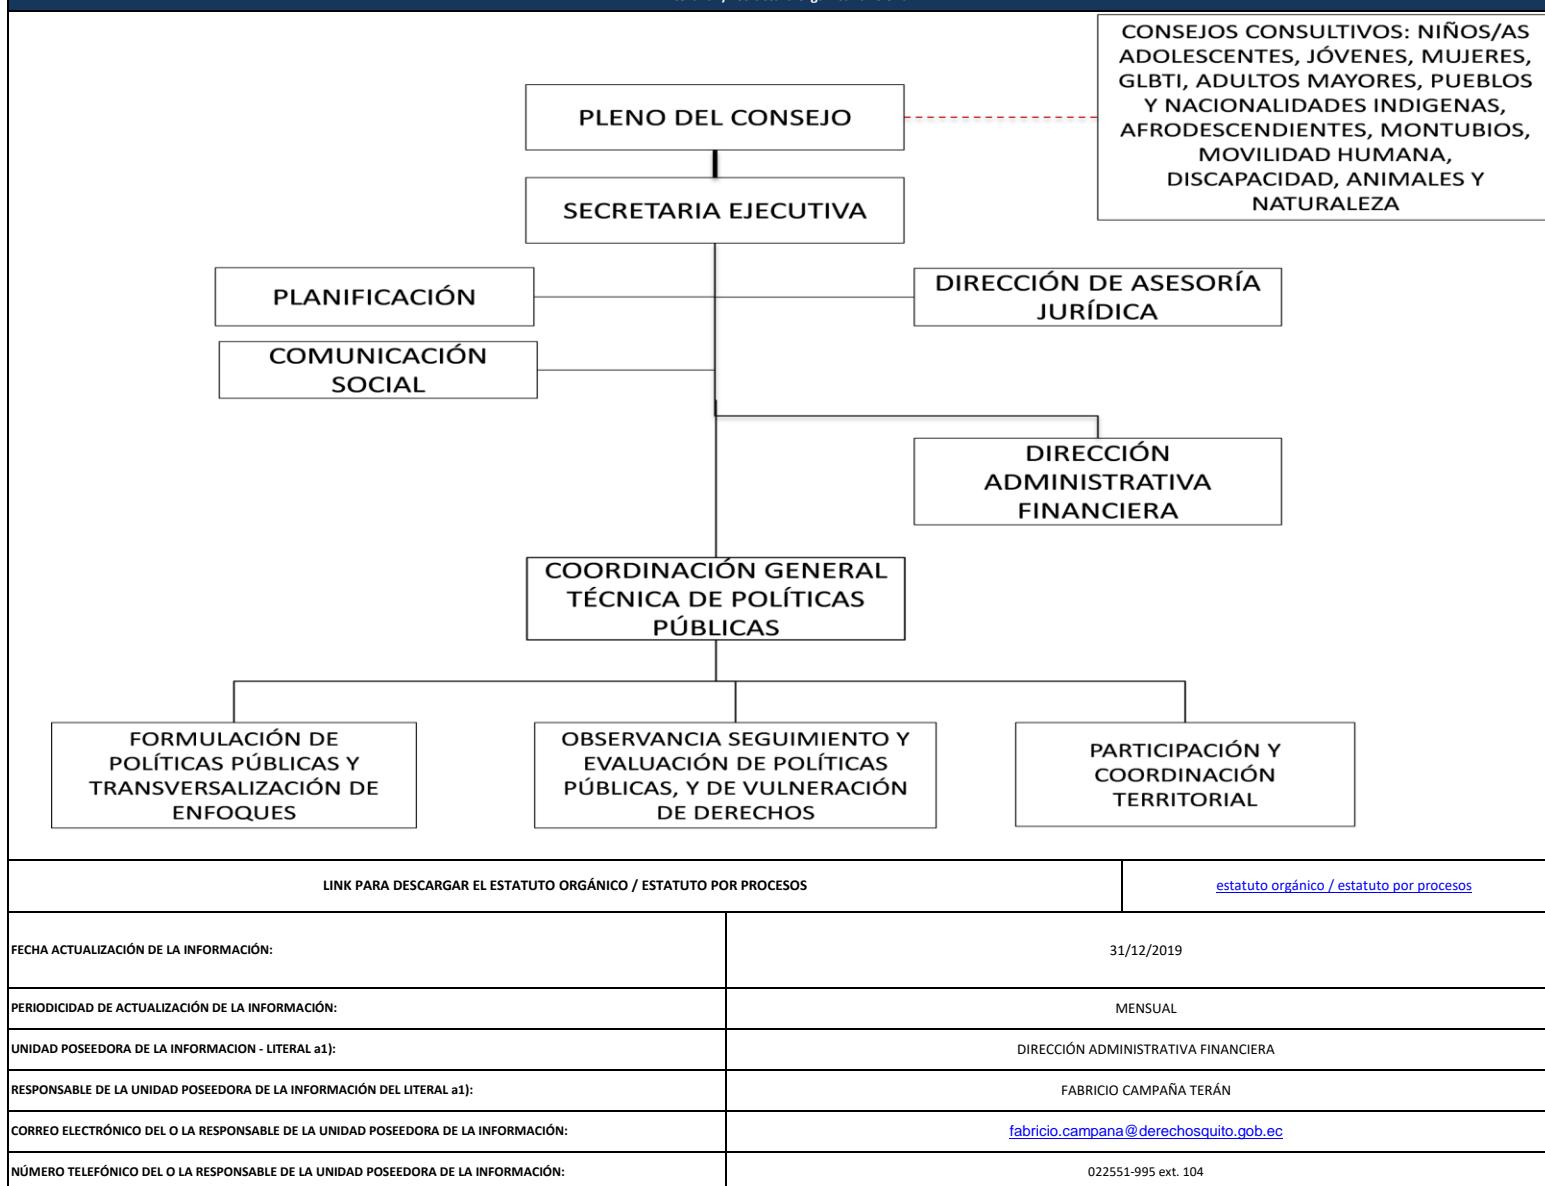 PLENO DEL CONSEJO
CONSEJOS CONSULTIVOS: NIÑOS/AS
ADOLESCENTES, JÓVENES, MUJERES,
GLBTI, ADULTOS MAYORES, PUEBLOS
Y NACIONALIDADES INDIGENAS,
AFRODESCENDIENTES, MONTUBIOS,
MOVILIDAD HUMANA,
DISCAPACIDAD, ANIMALES Y
NATURALEZA
SECRETARIA EJECUTIVA
PLANIFICACIÓN
DIRECCIÓN DE ASESORÍA
JURÍDICA
COMUNICACIÓN
SOCIAL
DIRECCIÓN
ADMINISTRATIVA
FINANCIERA
COORDINACIÓN GENERAL
TÉCNICA DE POLÍTICAS
PÚBLICAS
FORMULACIÓN DE
POLÍTICAS PÚBLICAS Y
TRANSVERSALIZACIÓN DE
ENFOQUES
OBSERVANCIA SEGUIMIENTO Y
EVALUACIÓN DE POLÍTICAS
PÚBLICAS, Y DE VULNERACIÓN
DE DERECHOS
PARTICIPACIÓN Y
COORDINACIÓN
TERRITORIAL
LINK PARA DESCARGAR EL ESTATUTO ORGÁNICO / ESTATUTO POR PROCESOS
estatuto orgánico / estatuto por procesos
FECHA ACTUALIZACIÓN DE LA INFORMACIÓN:
31/12/2019
PERIODICIDAD DE ACTUALIZACIÓN DE LA INFORMACIÓN:
MENSUAL
UNIDAD POSEEDORA DE LA INFORMACION - LITERAL a1):
DIRECCIÓN ADMINISTRATIVA FINANCIERA
RESPONSABLE DE LA UNIDAD POSEEDORA DE LA INFORMACIÓN DEL LITERAL a1):
FABRICIO CAMPAÑA TERÁN
CORREO ELECTRÓNICO DEL O LA RESPONSABLE DE LA UNIDAD POSEEDORA DE LA INFORMACIÓN:
fabricio.campana@derechosquito.gob.ec
NÚMERO TELEFÓNICO DEL O LA RESPONSABLE DE LA UNIDAD POSEEDORA DE LA INFORMACIÓN:
022551-995 ext. 104